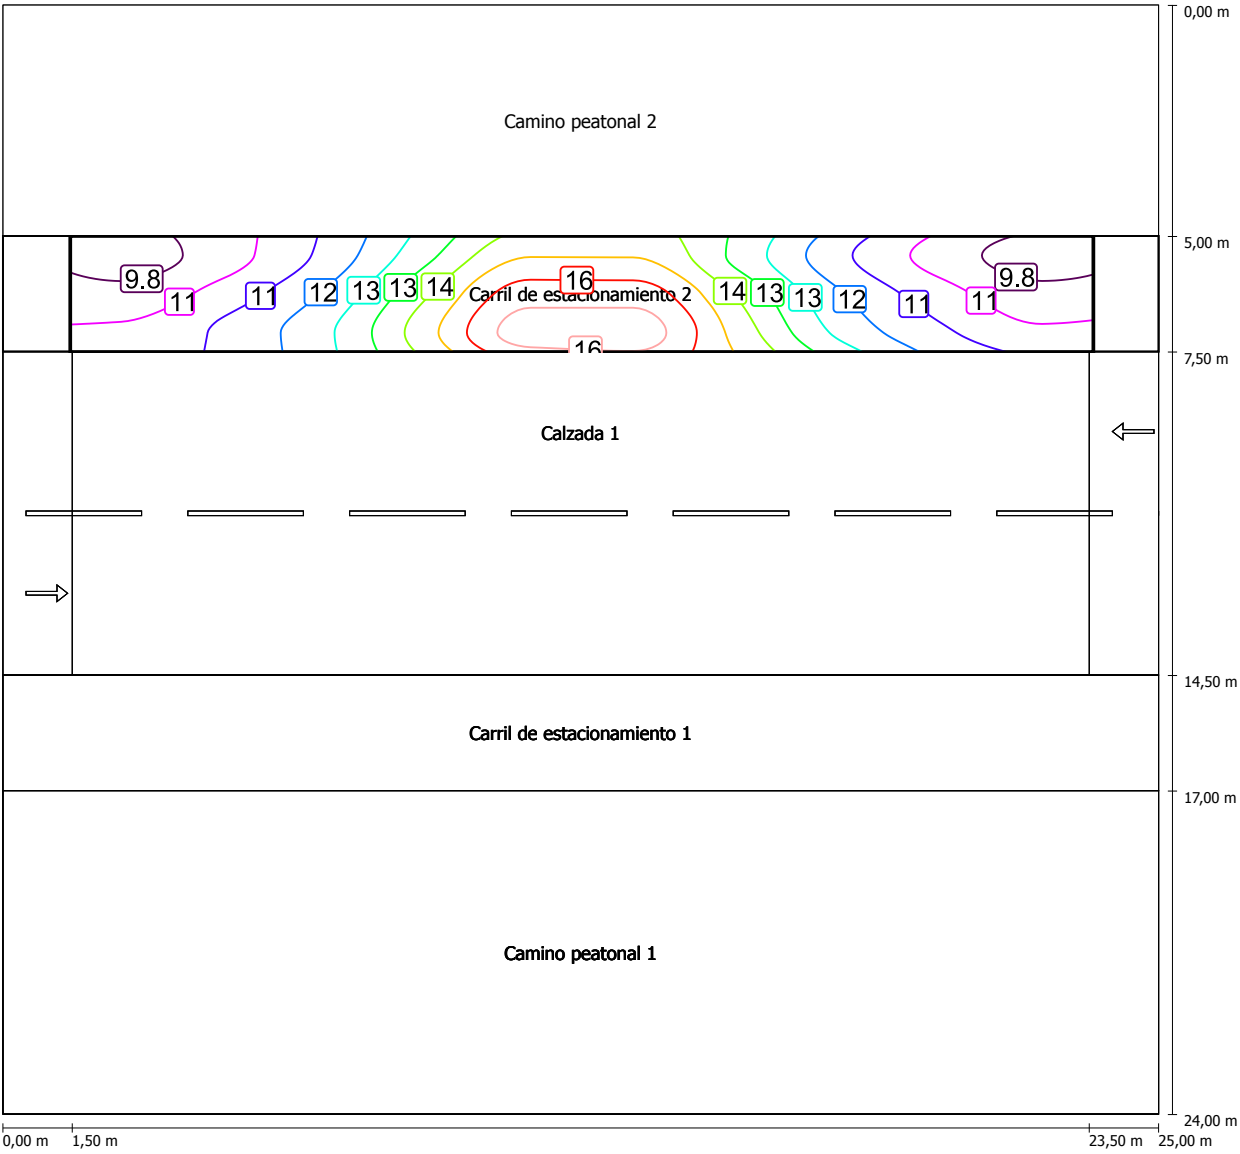 0,00 m
Camino peatonal 2
5,00 m
9.8 11 11 12 13 13 14 16 14 13 13 12 11 11 9.8
Carril de estacionamiento 2
16
7,50 m
Calzada 1
14,50 m
Carril de estacionamiento 1
17,00 m
Camino peatonal 1
24,00 m
0,00 m 1,50 m 23,50 m 25,00 m